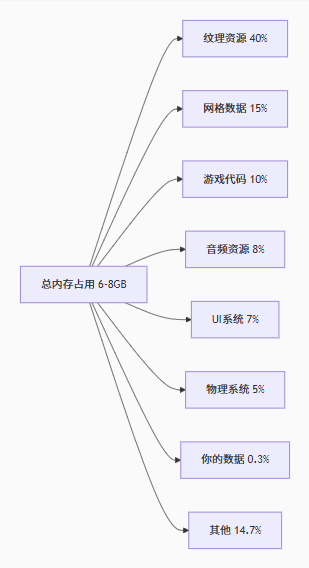 纹理资源 40%
网格数据 15%
游戏代码 10%
音频资源 8%
总内存占用 6-8GB
UI系统 7%
物理系统 5%
你的数据 0.3%
其他 14.7%